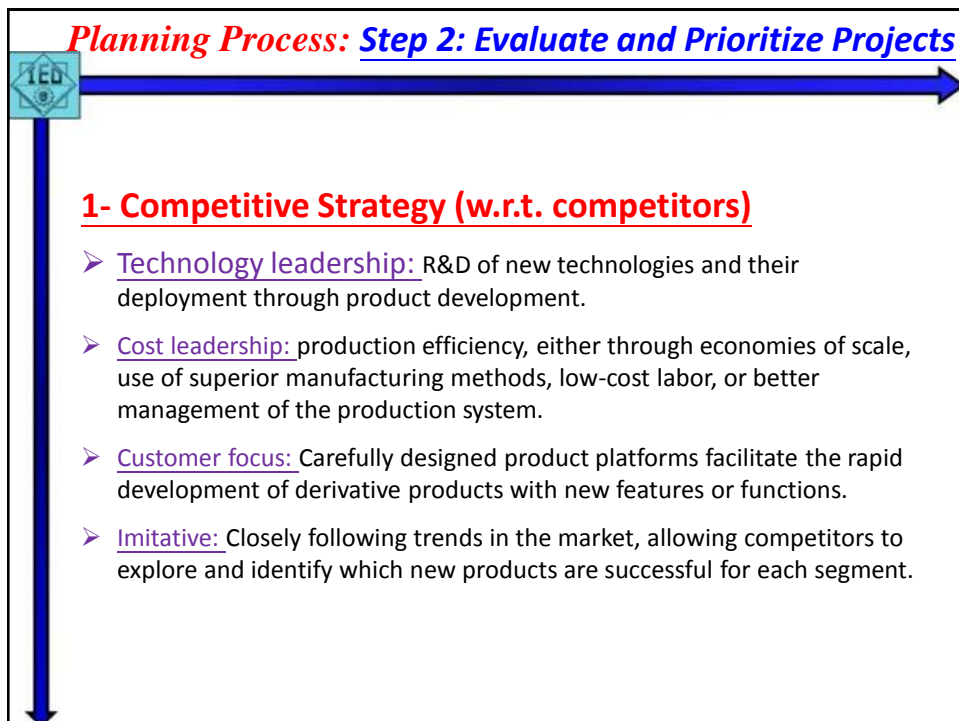 Planning Process: Step 2: Evaluate and Prioritize Projects
IED
1- Competitive Strategy (w.r.t. competitors)
➢ Technology leadership: R&D of new technologies and their
deployment through product development.
➢ Cost leadership: production efficiency, either through economies of scale,
use of superior manufacturing methods, low-cost labor, or better
management of the production system.
➢ Customer focus: Carefully designed product platforms facilitate the rapid
development of derivative products with new features or functions.
➢ Imitative: Closely following trends in the market, allowing competitors to
explore and identify which new products are successful for each segment.